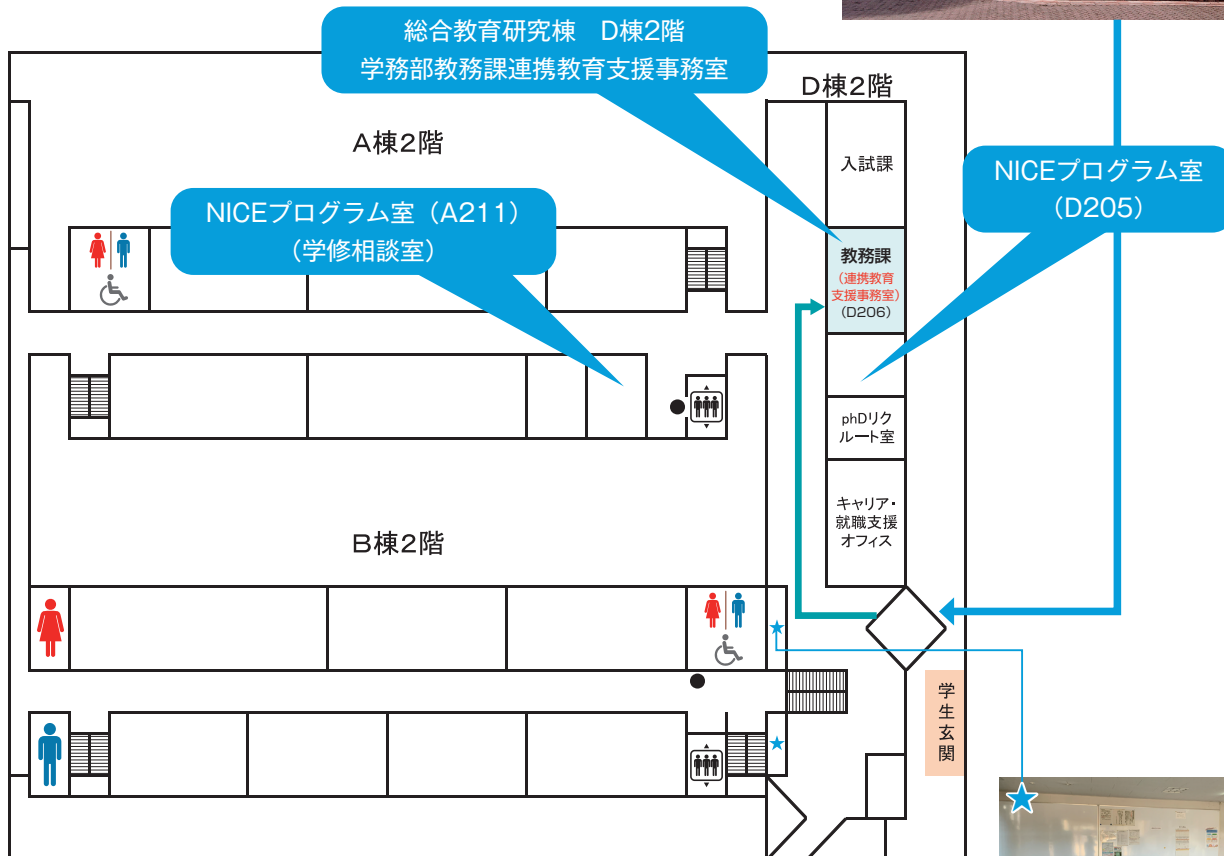 総合教育研究棟　D棟2階
学務部教務課連携教育支援事務室
D棟2階
A棟2階
入試課
NICEプログラム室
（D205）
NICEプログラム室（A211）
（学修相談室）
教務課
（連携教育
支援事務室）
（D206）
phDリク
ルート室
キャリア・
就職支援
オフィス
B棟2階
学生玄関